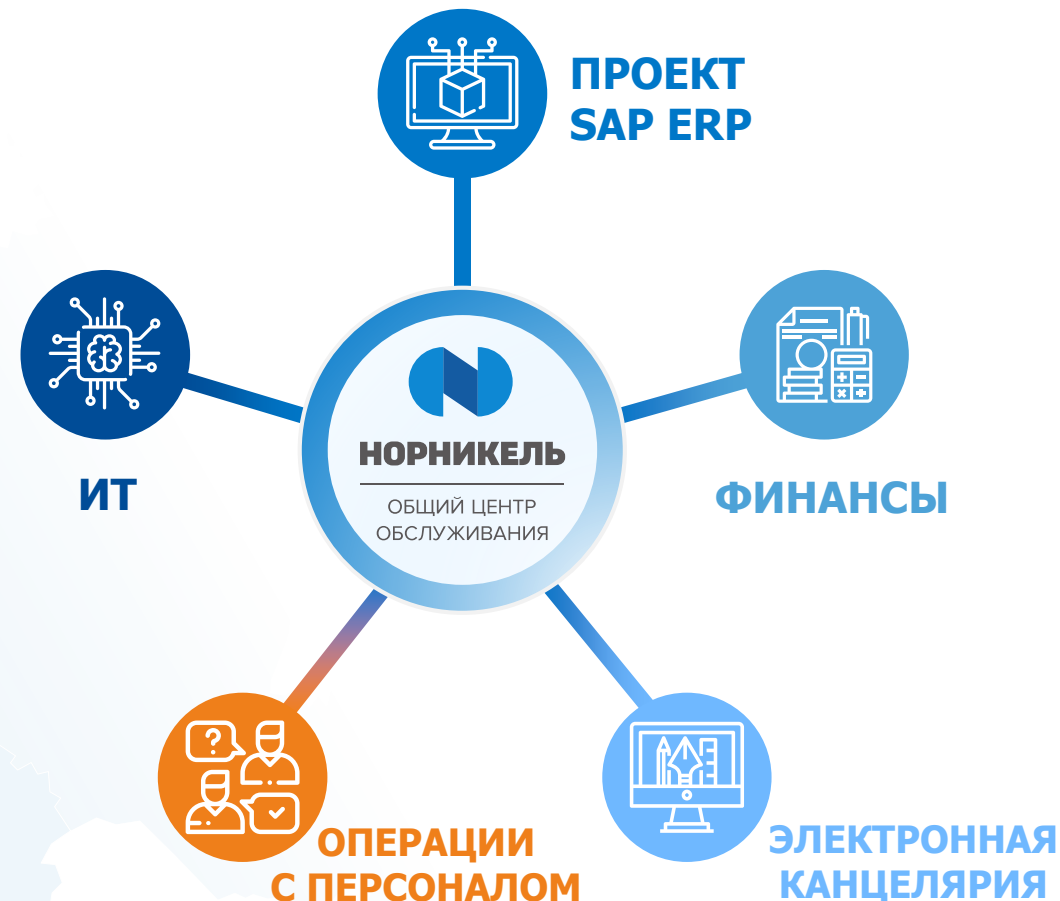 ПРОЕКТ
SAP ERP
ИТ
НОРНИКЕЛЬ
ОБЩИЙ ЦЕНТР
ОБСЛУЖИВАНИЯ
ФИНАНСЫ
ОПЕРАЦИИ
С ПЕРСОНАЛОМ
ЭЛЕКТРОННАЯ
КАНЦЕЛЯРИЯ